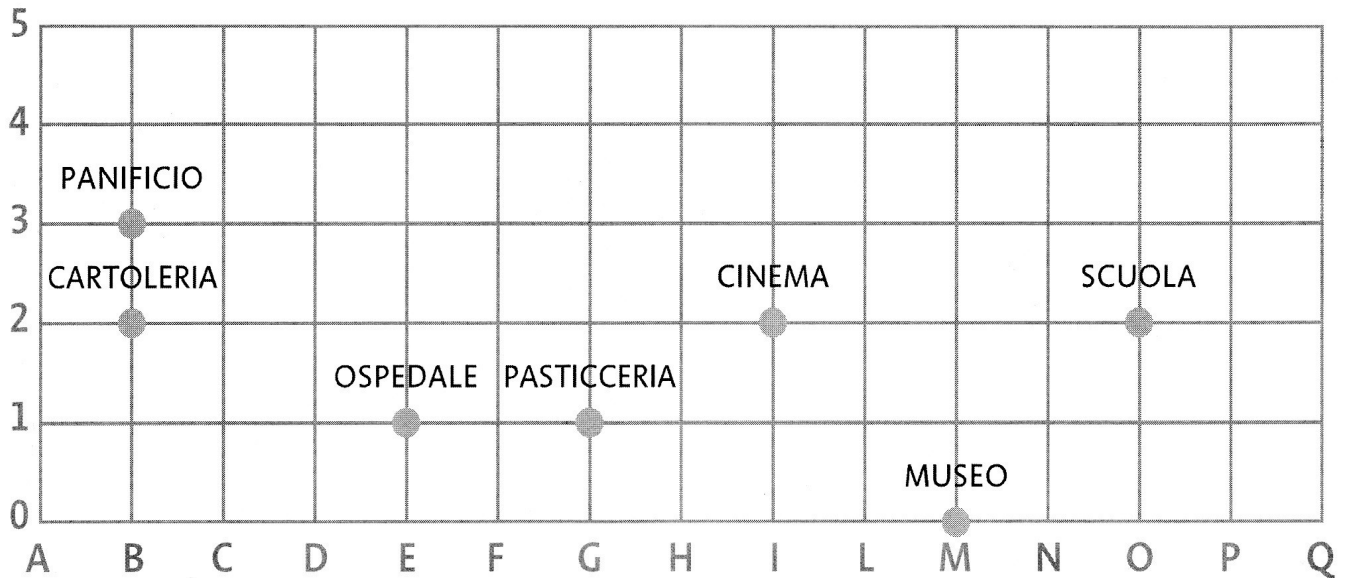 5
4
PANIFICIO
3
CARTOLERIA CINEMA SCUOLA
2
OSPEDALE PASTICCERIA
1
MUSEO
0
A B C D E F G H I L M N O P Q